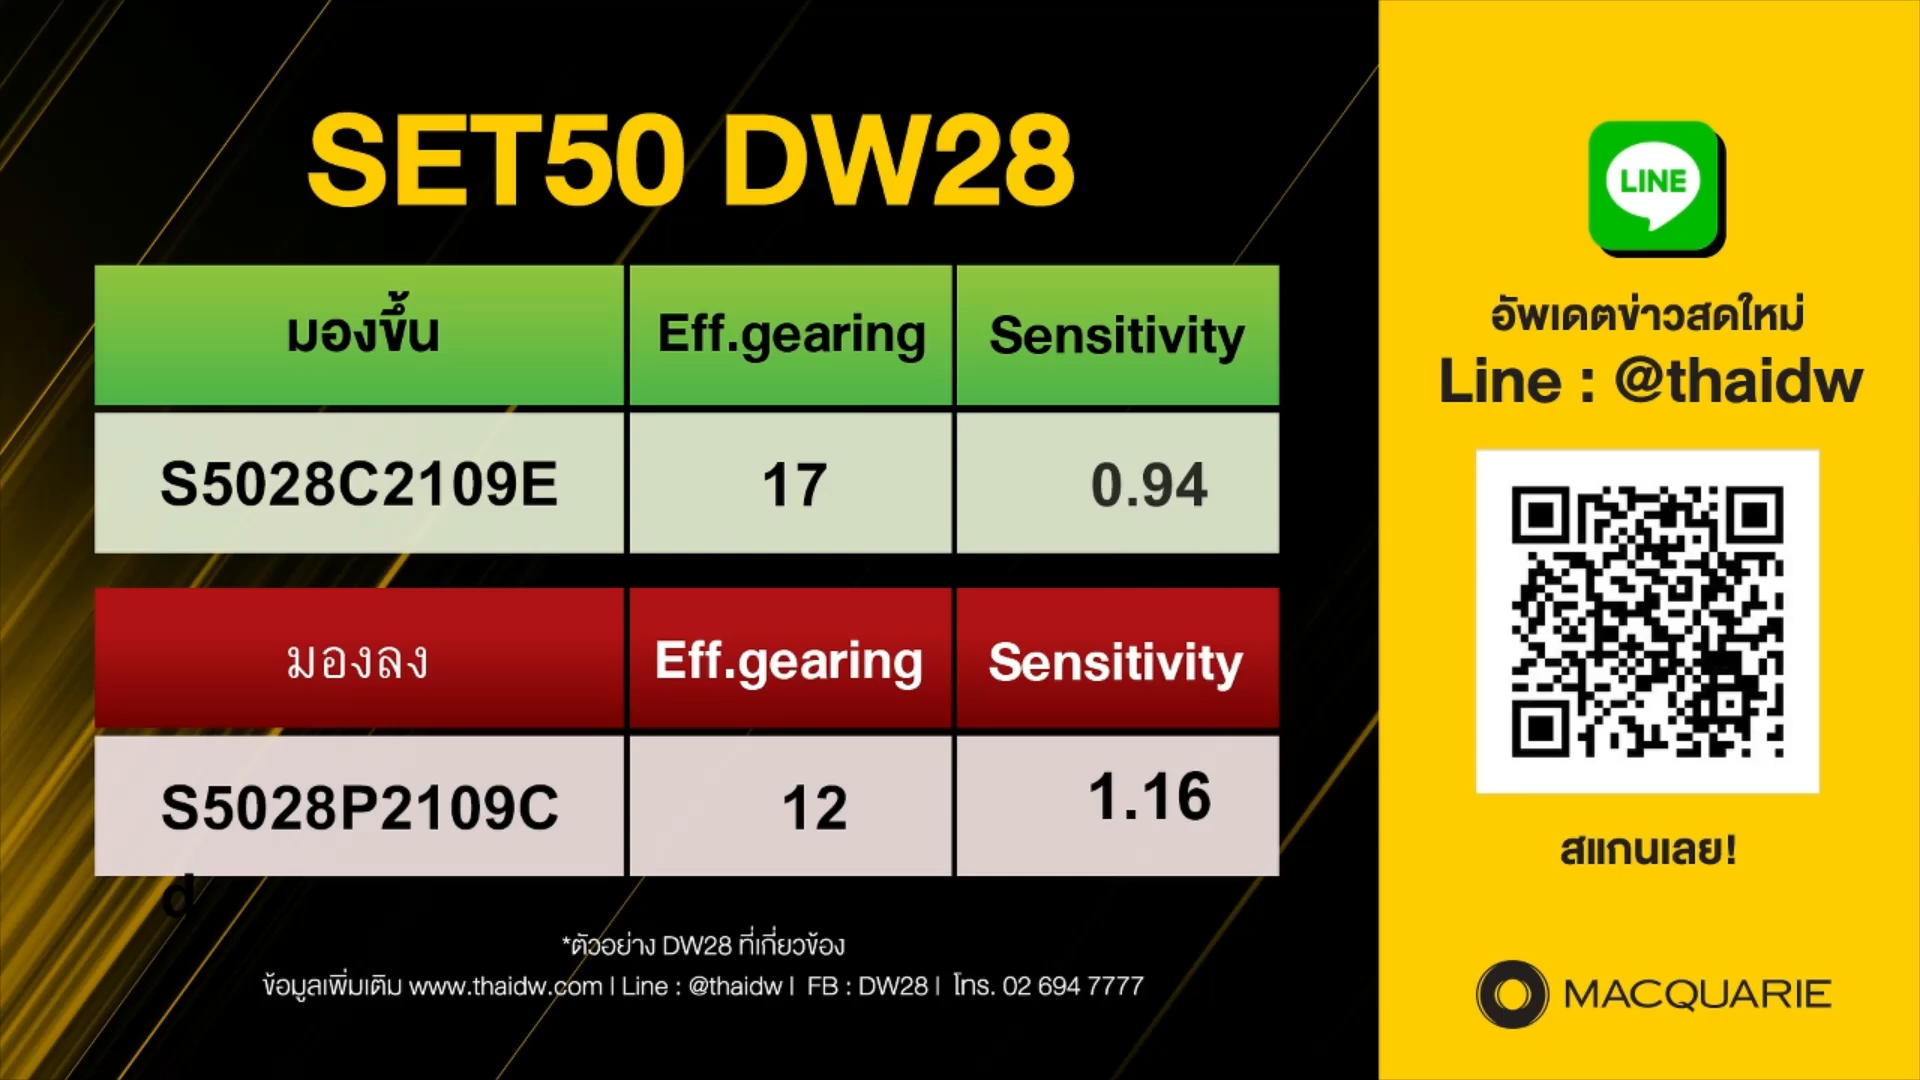 SET50 DW28
มองขึ้น Eff.gearing Sensitivity
S5028C2109E 17 0.94
มองลง Eff.gearing Sensitivity
S5028P2109C 12 1.16
d
*ตัวอย่าง DW28 ที่เกี่ยวข้อง
ข้อมูลเพิ่มเติม www.thaidw.com | Line : @thaidw | FB : DW28 | โทร. 02 694 7777
LINE
อัพเดตข่าวสดใหม่
Line : @thaidw
สแกนเลย!
MACQUARIE